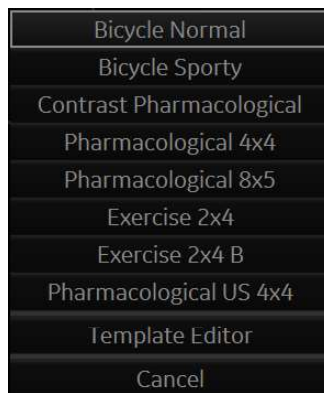 Bicycle Normal
Bicycle Sporty
Contrast Pharmacological
Pharmacological 4x4
Pharmacological 8x5
Exercise 2x4
Exercise 2x4 B
Pharmacological US 4x4
Template Editor
Cancel